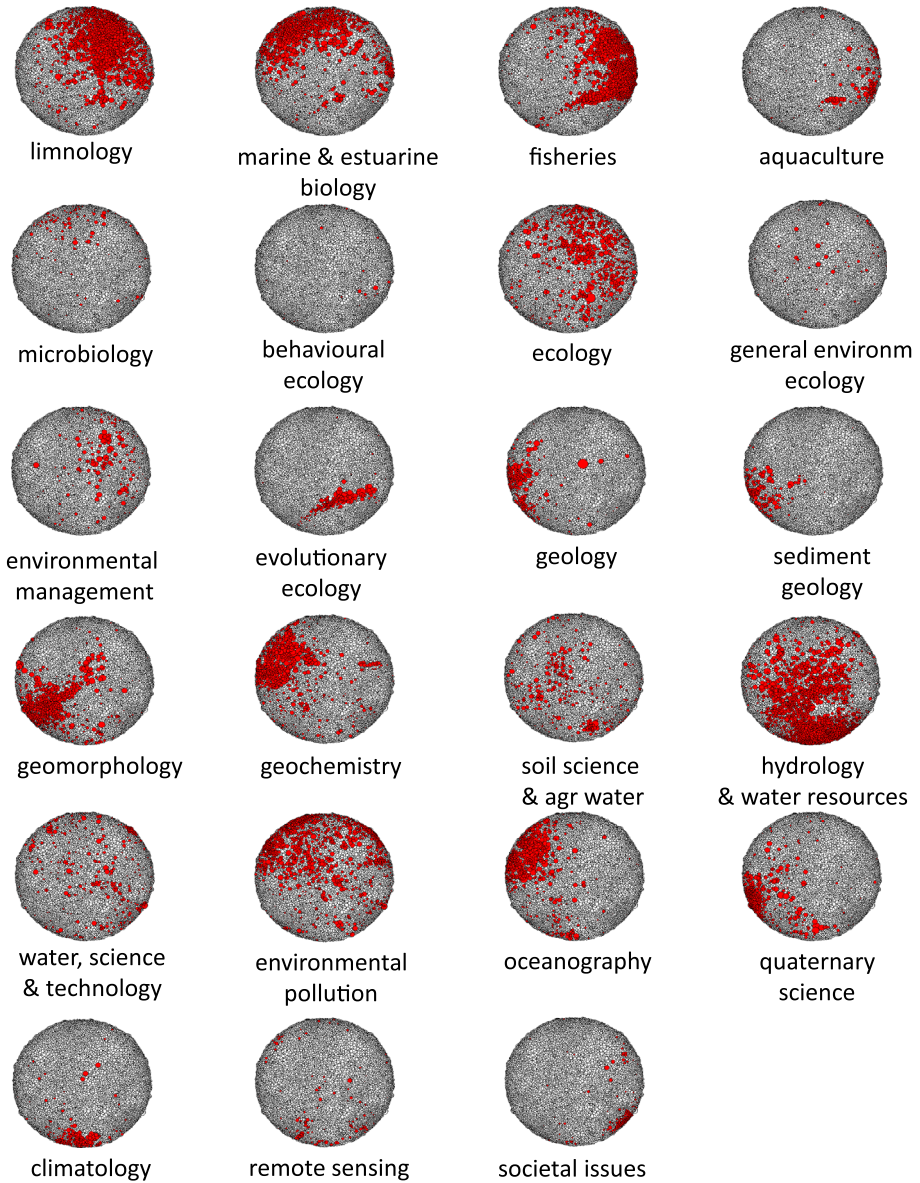 limnology
marine & estuarine
biology
fisheries
aquaculture
microbiology
behavioural
ecology
ecology
general environm
ecology
environmental
management
evolutionary
ecology
geology
sediment
geology
geomorphology
geochemistry
soil science
& agr water
hydrology
& water resources
water, science
& technology
environmental
pollution
oceanography
quaternary
science
climatology
remote sensing
societal issues